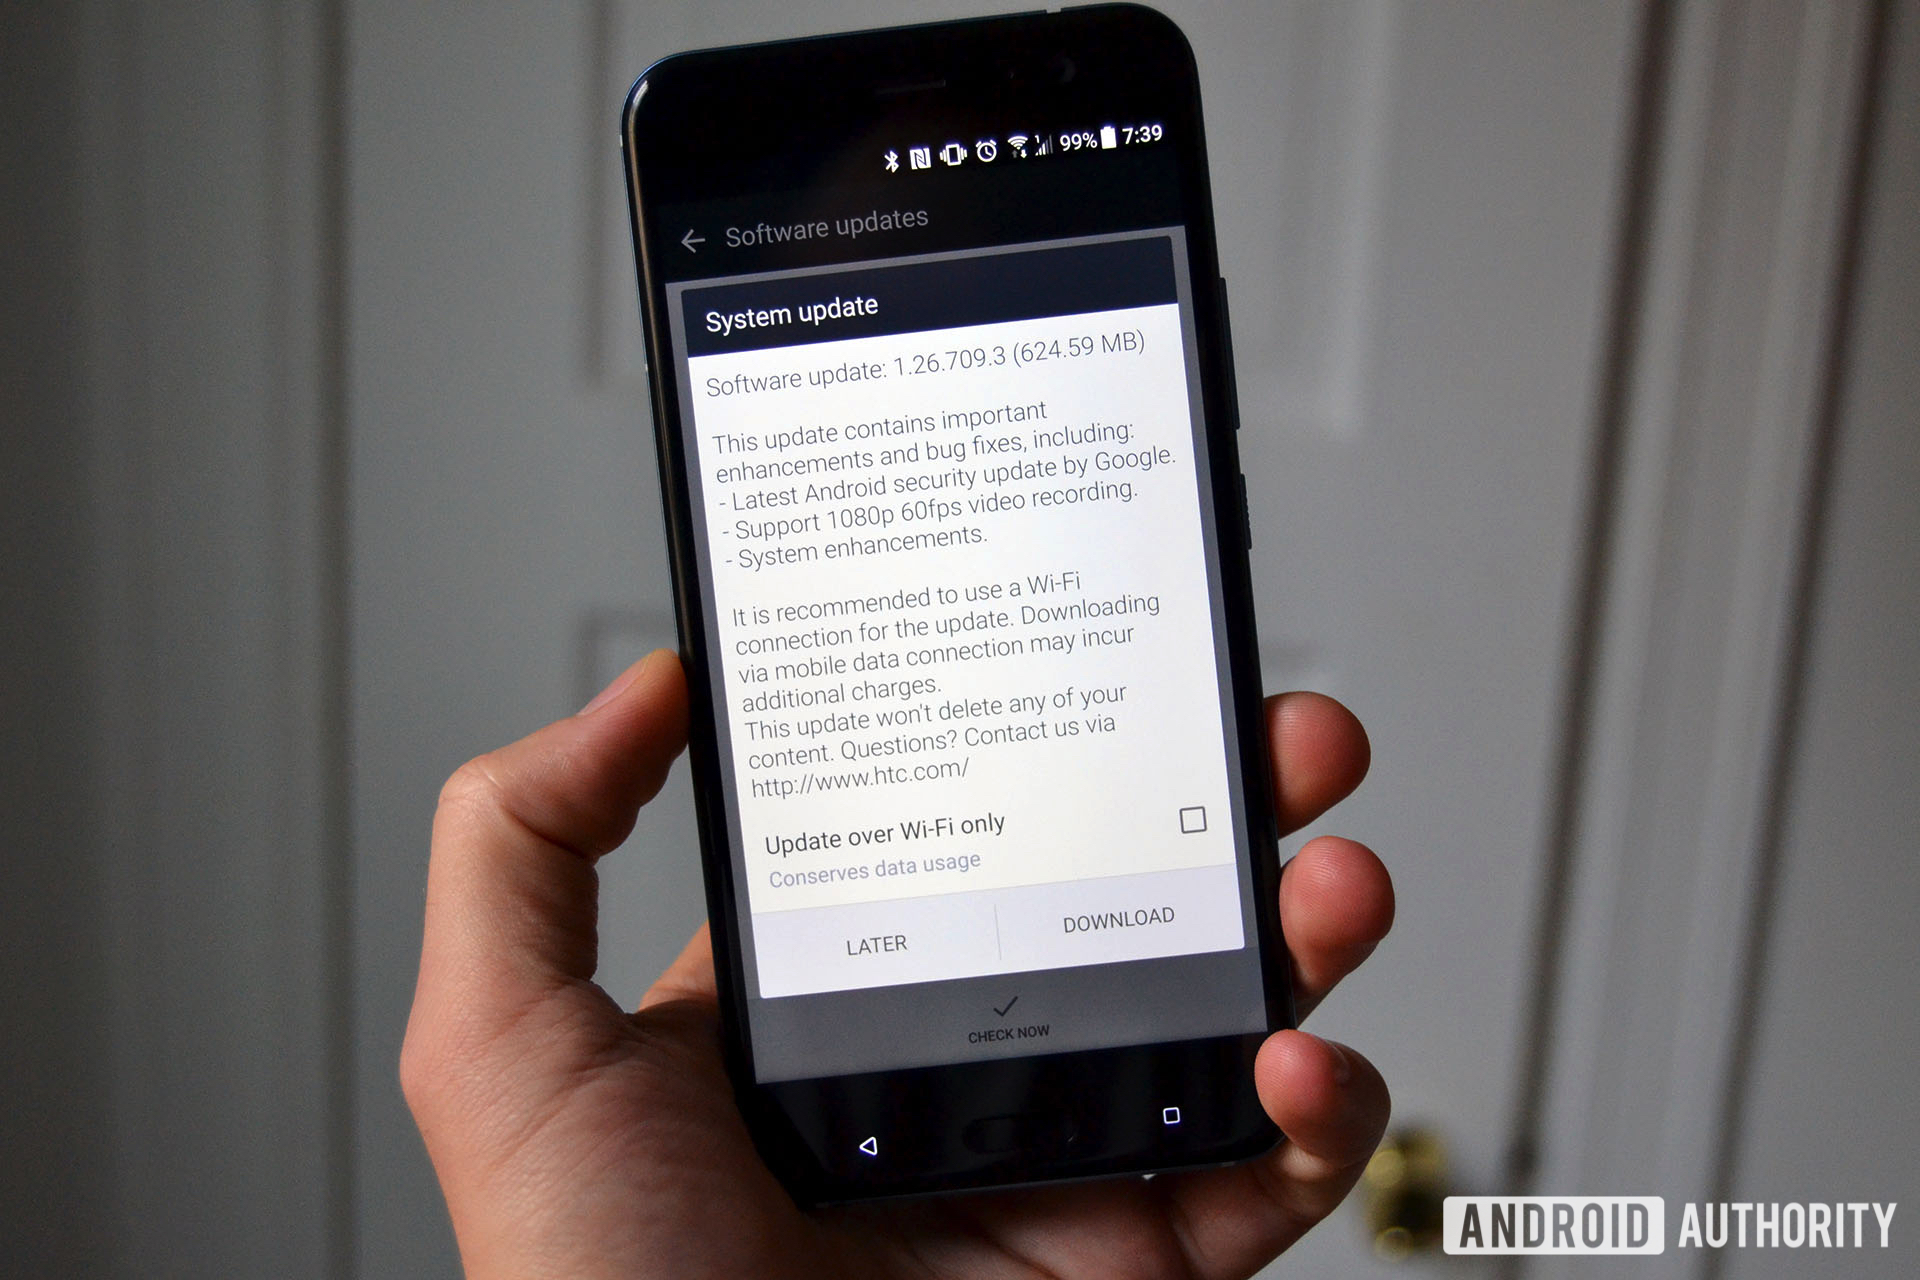 99% 7:39
Software updates
System update
Software update: 1.26.709.3 (624.59 MB)
This update contains important
enhancements and bug fixes, including:
- Latest Android security update by Google.
- Support 1080p 60fps video recording.
- System enhancements.
It is recommended to use a Wi-Fi
connection for the update. Downloading
via mobile data connection may incur
additional charges.
This update won't delete any of your
content. Questions? Contact us via
http://www.htc.com/
Update over Wi-Fi only
Conserves data usage
LATER
DOWNLOAD
CHECK NOW
ANDROID AUTHORITY